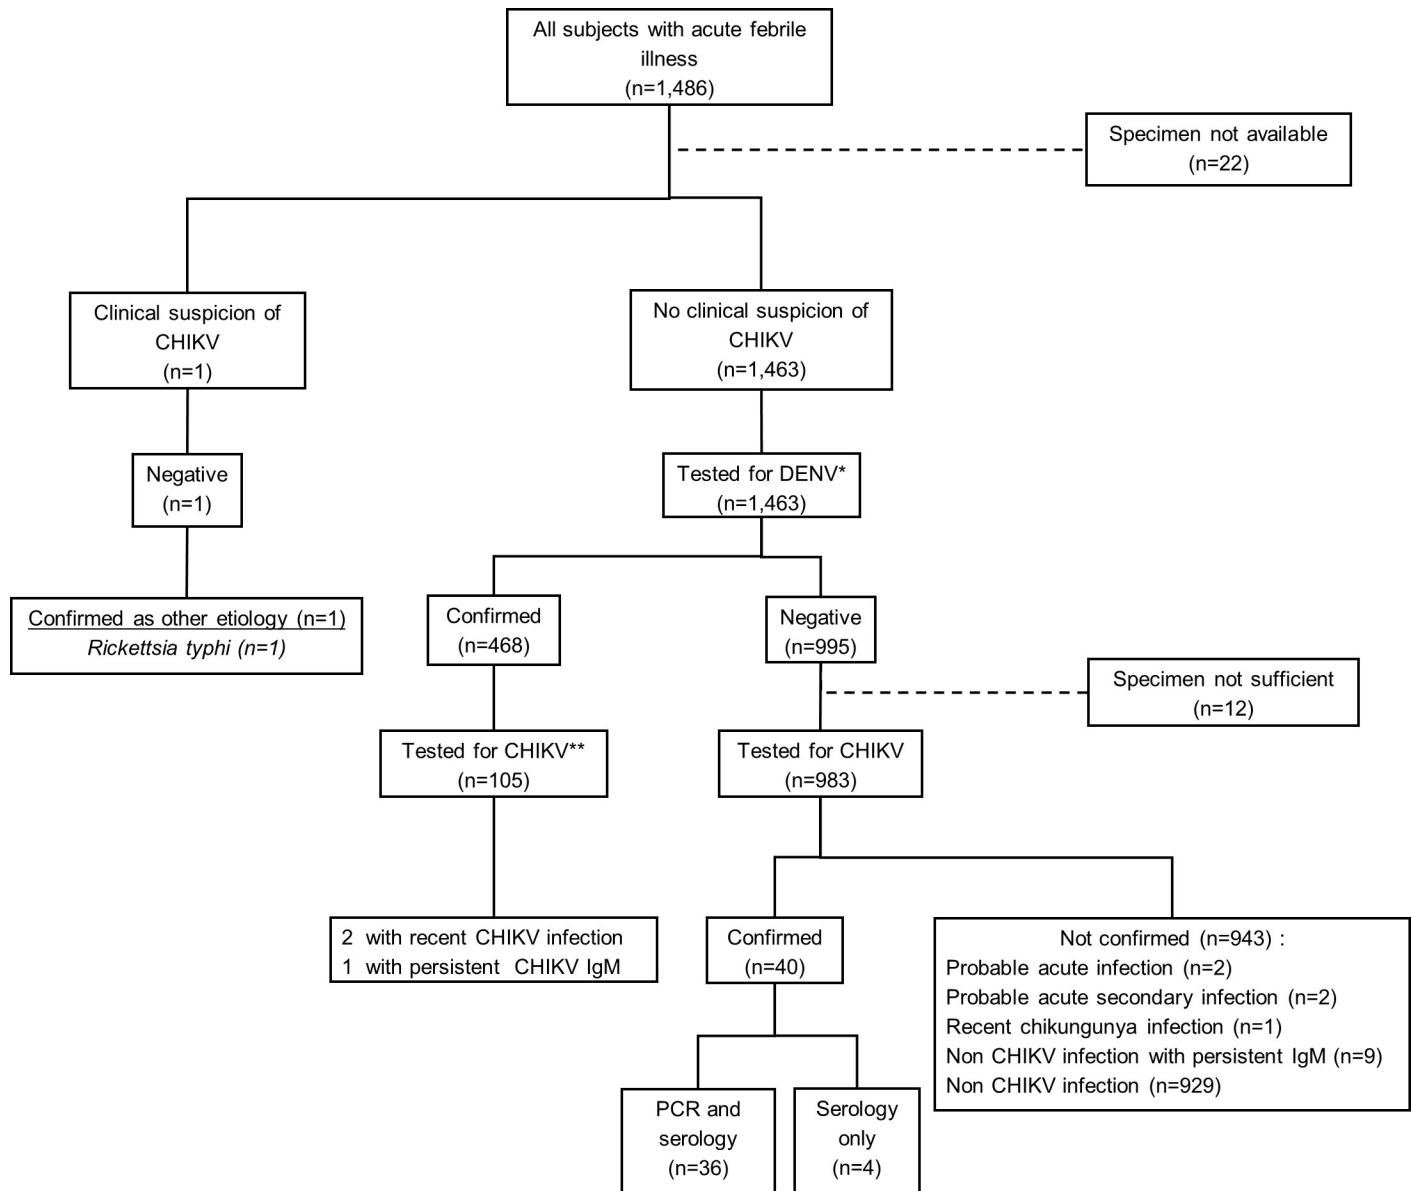 All subjects with acute febrile
illness
(n=1,486)
Specimen not available
(n=22)
Clinical suspicion of
CHIKV
(n=1)
No clinical suspicion of
CHIKV
(n=1,463)
Negative
(n=1)
Tested for DENV*
(n=1,463)
Confirmed as other etiology (n=1)
Rickettsia typhi (n=1)
Confirmed
(n=468)
Negative
(n=995)
Specimen not sufficient
(n=12)
Tested for CHIKV**
(n=105)
Tested for CHIKV
(n=983)
2 with recent CHIKV infection
1 with persistent CHIKV IgM
Confirmed
(n=40)
Not confirmed (n=943) :
Probable acute infection (n=2)
Probable acute secondary infection (n=2)
Recent chikungunya infection (n=1)
Non CHIKV infection with persistent IgM (n=9)
Non CHIKV infection (n=929)
PCR and
serology
(n=36)
Serology
only
(n=4)